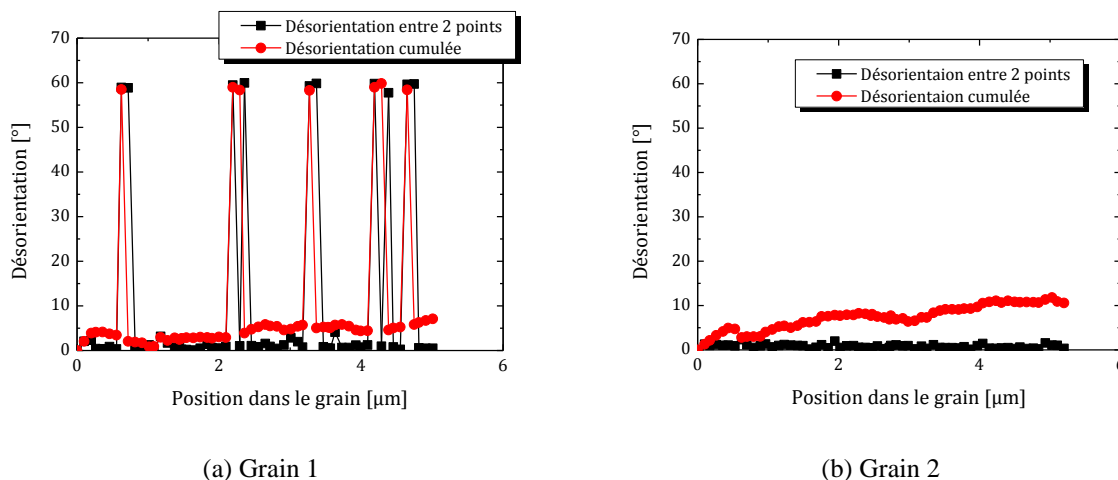 Désorientation entre 2 points
Désorientation cumulée
Désorientation [°]
70
60
50
40
30
20
10
0
0
2
4
6
Position dans le grain [µm]
(a) Grain 1
Désorientaion entre 2 points
Désorientaion cumulée
Désorientation [°]
70
60
50
40
30
20
10
0
0
2
4
6
Position dans le grain [µm]
(b) Grain 2